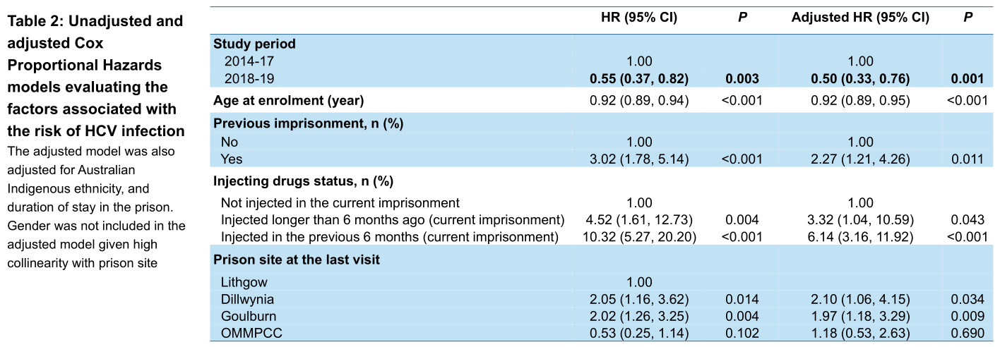 Table 2: Unadjusted and
adjusted Cox
Proportional Hazards
models evaluating the
factors associated with
the risk of HCV infection
The adjusted model was also
adjusted for Australian
Indigenous ethnicity, and
duration of stay in the prison.
Gender was not included in the
adjusted model given high
collinearity with prison site
HR (95% CI) P Adjusted HR (95% CI) P
Study period
2014-17 1.00 1.00
2018-19 0.55 (0.37, 0.82) 0.003 0.50 (0.33, 0.76) 0.001
Age at enrolment (year) 0.92 (0.89, 0.94) <0.001 0.92 (0.89, 0.95) <0.001
Previous imprisonment, n (%)
No 1.00 1.00
Yes 3.02 (1.78, 5.14) <0.001 2.27 (1.21, 4.26) 0.011
Injecting drugs status, n (%)
Not injected in the current imprisonment 1.00 1.00
Injected longer than 6 months ago (current imprisonment) 4.52 (1.61, 12.73) 0.004 3.32 (1.04, 10.59) 0.043
Injected in the previous 6 months (current imprisonment) 10.32 (5.27, 20.20) <0.001 6.14 (3.16, 11.92) <0.001
Prison site at the last visit
Lithgow 1.00
Dillwynia 2.05 (1.16, 3.62) 0.014 2.10 (1.06, 4.15) 0.034
Goulburn 2.02 (1.26, 3.25) 0.004 1.97 (1.18, 3.29) 0.009
OMMPCC 0.53 (0.25, 1.14) 0.102 1.18 (0.53, 2.63) 0.690